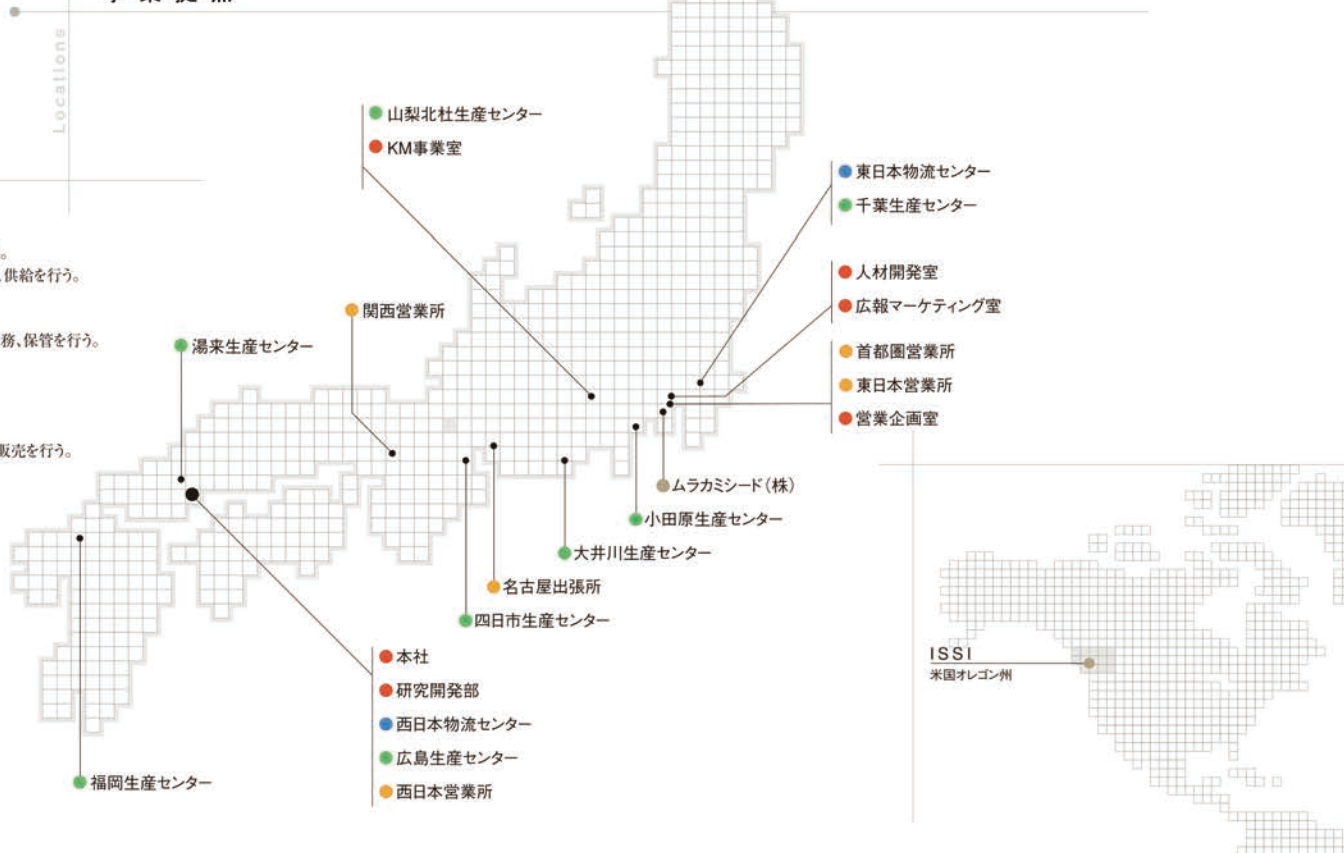 Locations
。
供給を行う。
務、保管を行う。
販売を行う。
山梨北杜生産センター
KM事業室
東日本物流センター
千葉生産センター
人材開発室
広報マーケティング室
首都圏営業所
東日本営業所
営業企画室
関西営業所
湯来生産センター
ムラカミシード（株）
小田原生産センター
大井川生産センター
名古屋出張所
四日市生産センター
本社
研究開発部
西日本物流センター
広島生産センター
西日本営業所
福岡生産センター
ISSI
米国オレゴン州